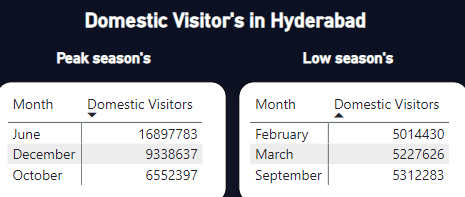 Domestic Visitor's in Hyderabad
Peak season's
Low season's
Month Domestic Visitors
June 16897783
December 9338637
October 6552397
Month Domestic Visitors
February 5014430
March 5227626
September 5312283